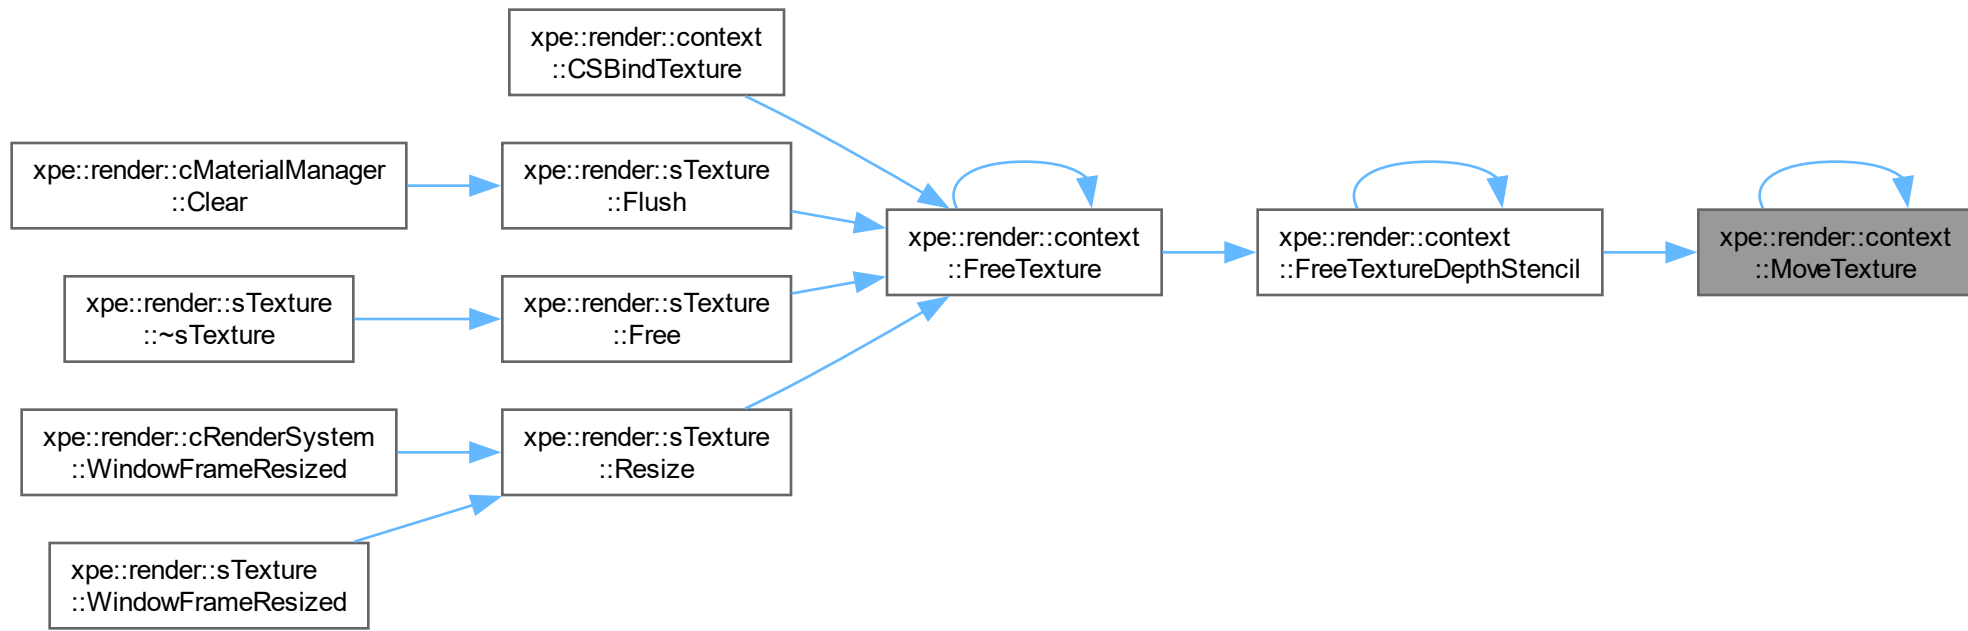 xpe::render::context
::CSBindTexture
xpe::render::cMaterialManager
::Clear
xpe::render::sTexture
::Flush
xpe::render::context
::FreeTexture
xpe::render::context
::FreeTextureDepthStencil
xpe::render::context
::MoveTexture
xpe::render::sTexture
::~sTexture
xpe::render::sTexture
::Free
xpe::render::cRenderSystem
::WindowFrameResized
xpe::render::sTexture
::Resize
xpe::render::sTexture
::WindowFrameResized